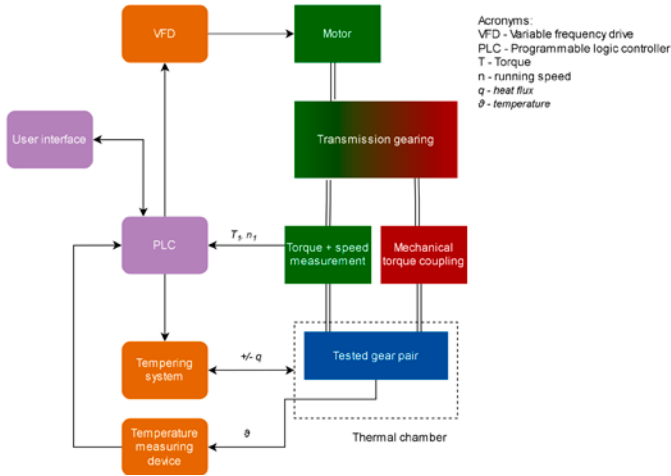 VFD
Motor
Acronyms:
VFD - Variable frequency drive
PLC - Programmable logic controller
T - Torque
n - running speed
q - heat flux
ϑ - temperature
User interface
Transmission gearing
PLC
T₁, n₁
Torque + speed
measurement
Mechanical
torque coupling
Tempering
system
+/- q
Tested gear pair
Temperature
measuring
device
ϑ
Thermal chamber